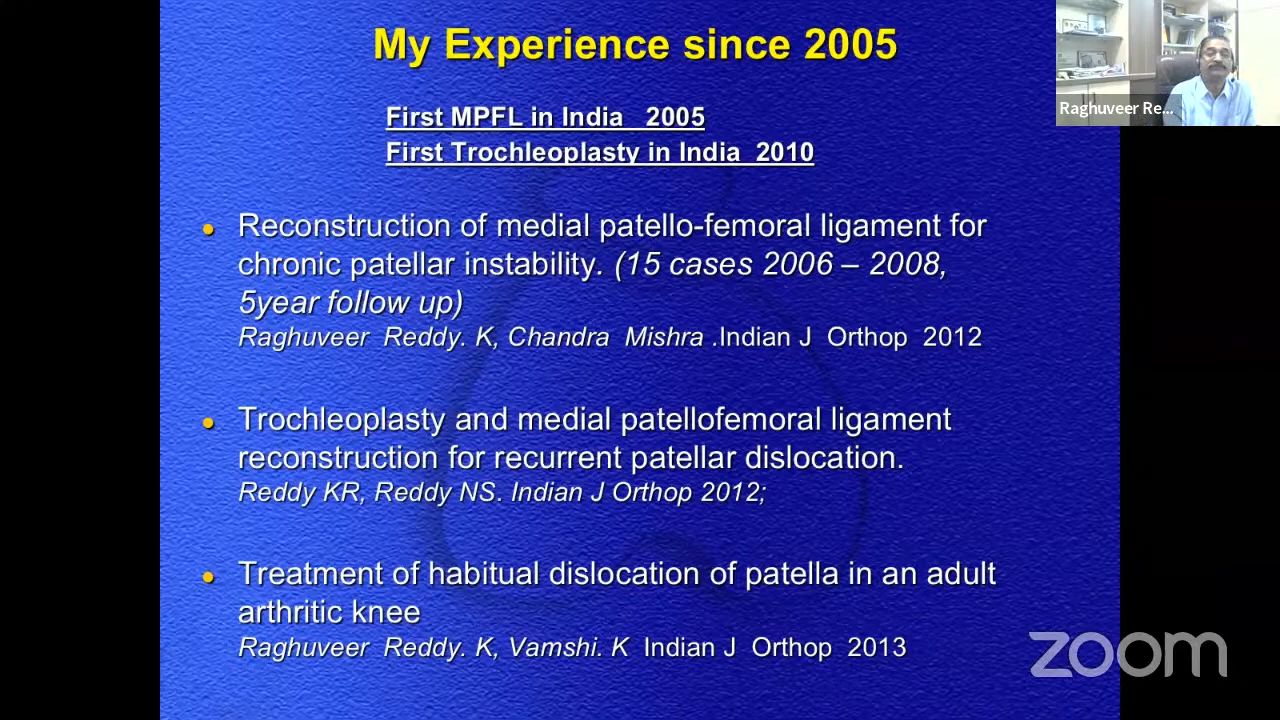 My Experience since 2005
Raghuveer Re...
First MPFL in India 2005
First Trochleoplasty in India 2010
Reconstruction of medial patello-femoral ligament for
chronic patellar instability. (15 cases 2006 – 2008,
5year follow up)
Raghuveer Reddy. K, Chandra Mishra .Indian J Orthop 2012
Trochleoplasty and medial patellofemoral ligament
reconstruction for recurrent patellar dislocation.
Reddy KR, Reddy NS. Indian J Orthop 2012;
Treatment of habitual dislocation of patella in an adult
arthritic knee
Raghuveer Reddy. K, Vamshi. K Indian J Orthop 2013
zoom